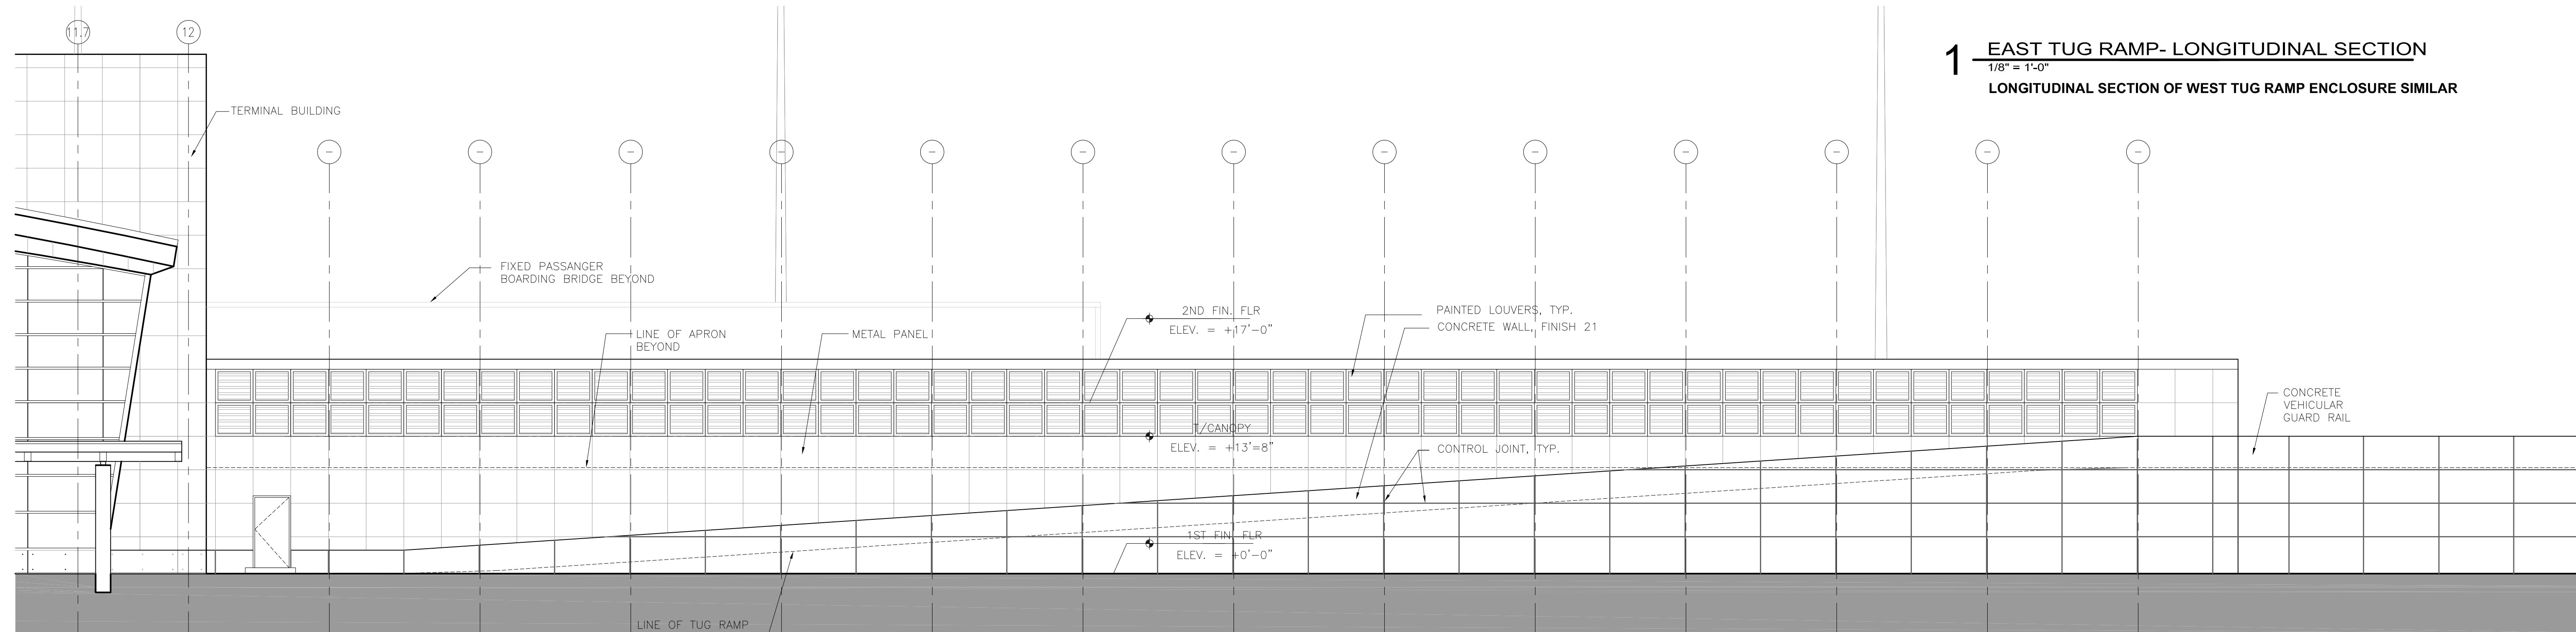 11.7
12
1
EAST TUG RAMP- LONGITUDINAL SECTION
1/8" = 1'-0"
LONGITUDINAL SECTION OF WEST TUG RAMP ENCLOSURE SIMILAR
TERMINAL BUILDING
FIXED PASSANGER
BOARDING BRIDGE BEYOND
2ND FIN. FLR
ELEV. = +17'-0"
PAINTED LOUVERS, TYP.
CONCRETE WALL, FINISH 21
LINE OF APRON
BEYOND
METAL PANEL
CONCRETE
VEHICULAR
GUARD RAIL
T/CANOPY
ELEV. = +13'=8"
CONTROL JOINT, TYP.
1ST FIN. FLR
ELEV. = +0'-0"
LINE OF TUG RAMP